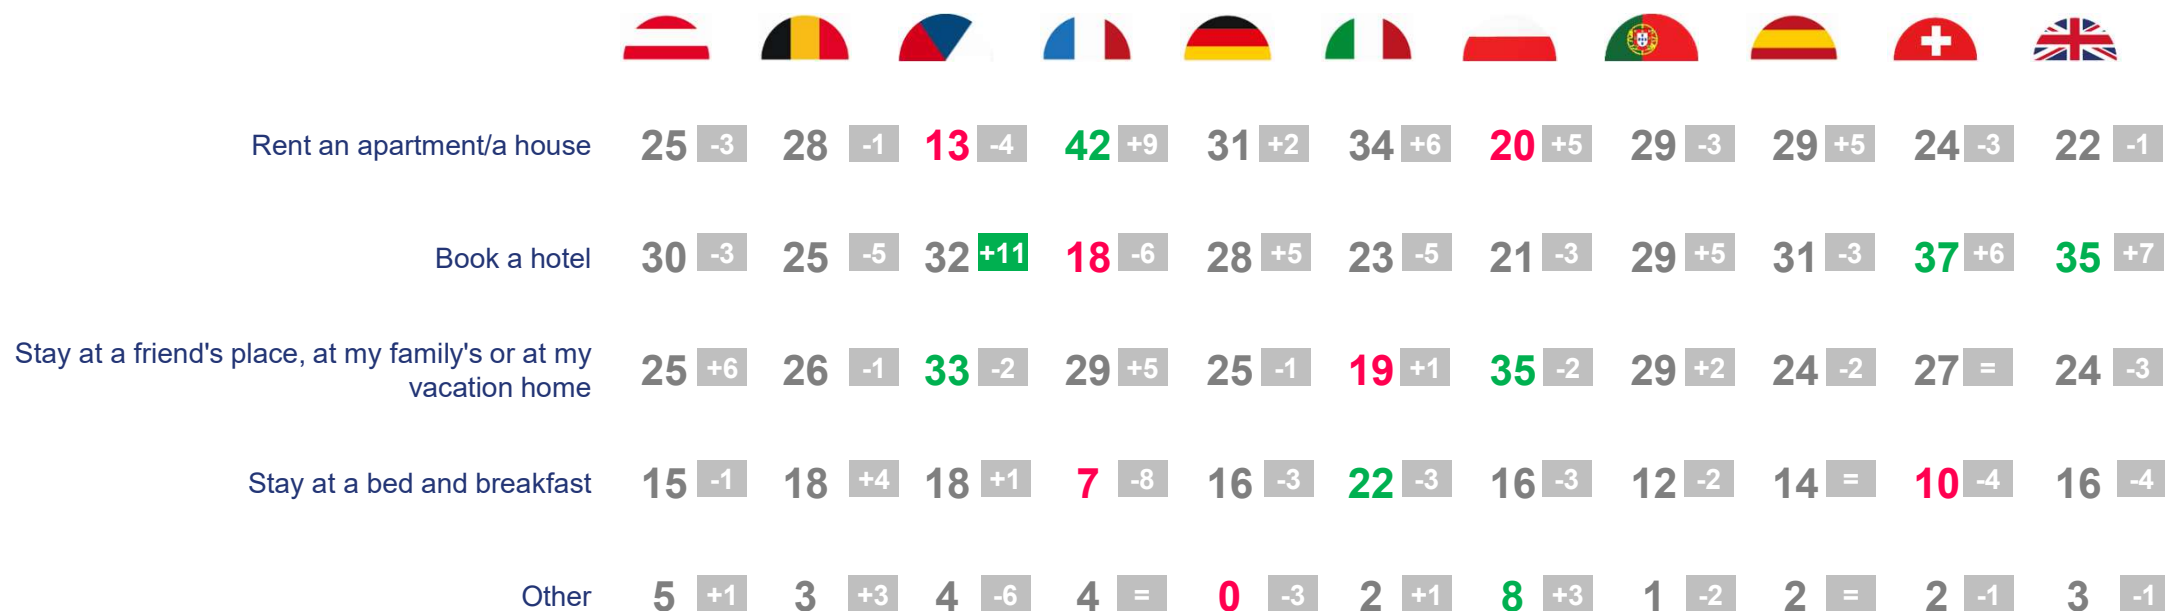 Rent an apartment/a house 25 -3 28 -1 13 -4 42 +9 31 +2 34 +6 20 +5 29 -3 29 +5 24 -3 22 -1
Book a hotel 30 -3 25 -5 32 +11 18 -6 28 +5 23 -5 21 -3 29 +5 31 -3 37 +6 35 +7
Stay at a friend's place, at my family's or at my
vacation home 25 +6 26 -1 33 -2 29 +5 25 -1 19 +1 35 -2 29 +2 24 -2 27 = 24 -3
Stay at a bed and breakfast 15 -1 18 +4 18 +1 7 -8 16 -3 22 -3 16 -3 12 -2 14 = 10 -4 16 -4
Other 5 +1 3 +3 4 -6 4 = 0 -3 2 +1 8 +3 1 -2 2 = 2 -1 3 -1